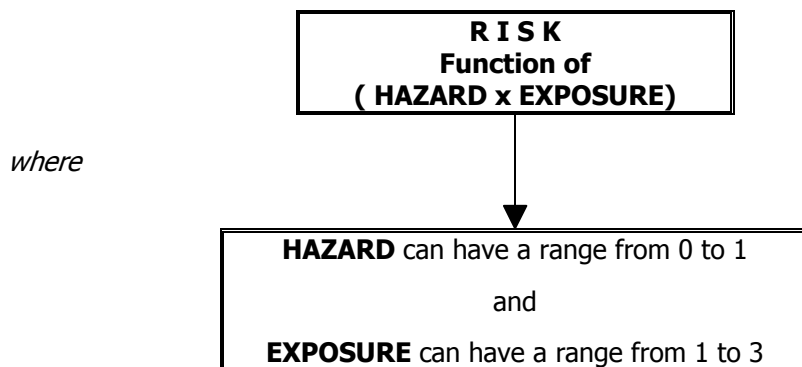 R I S K
Function of
( HAZARD x EXPOSURE)
where
HAZARD can have a range from 0 to 1
and
EXPOSURE can have a range from 1 to 3